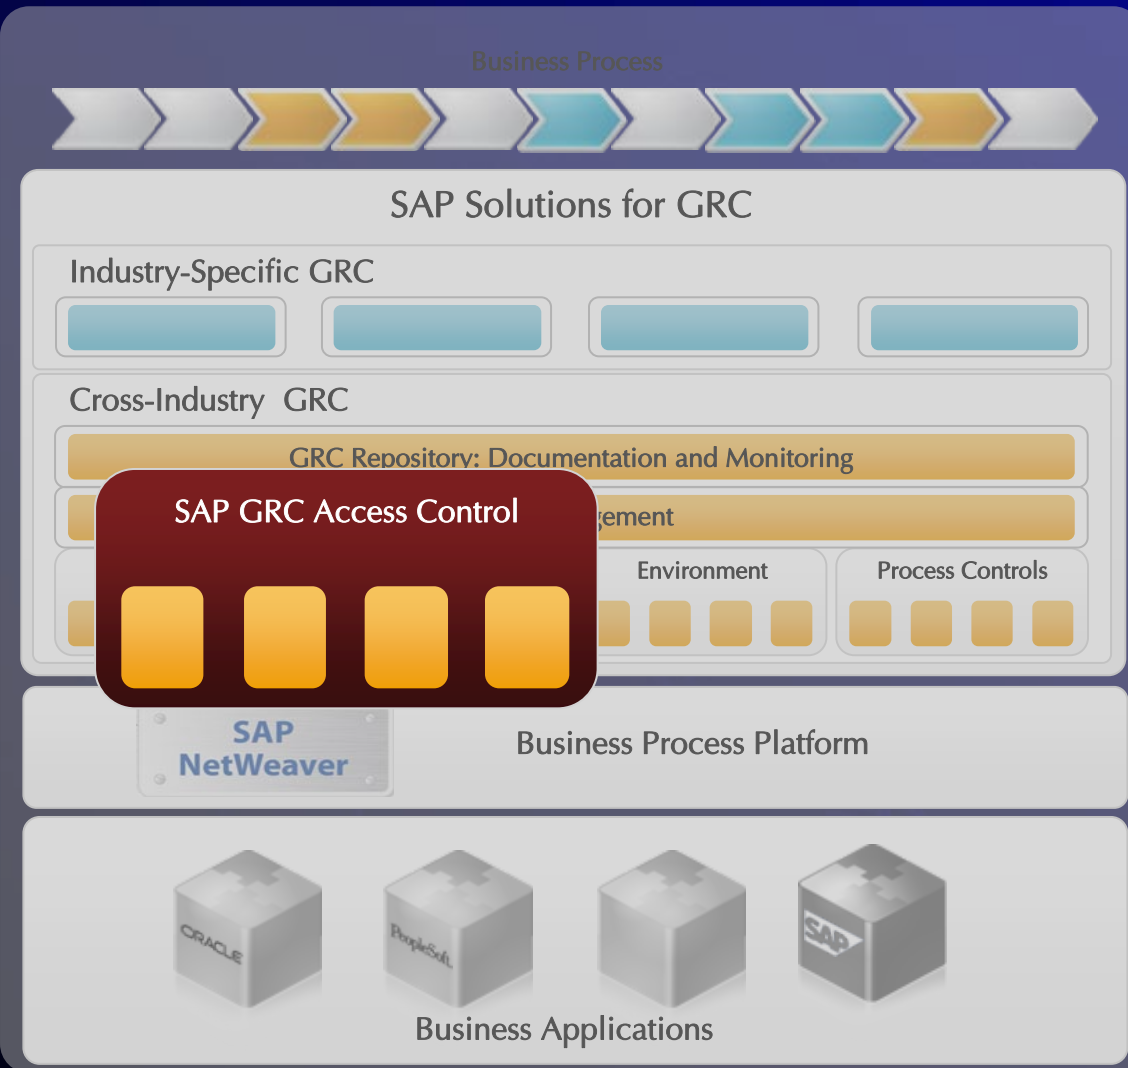 Business Process
SAP Solutions for GRC
Industry-Specific GRC
Cross-Industry GRC
GRC Repository: Documentation and Monitoring
SAP GRC Access Control
Environment
Process Controls
SAP
NetWeaver
Business Process Platform
ORACLE
PeopleSoft.
SAP
Business Applications